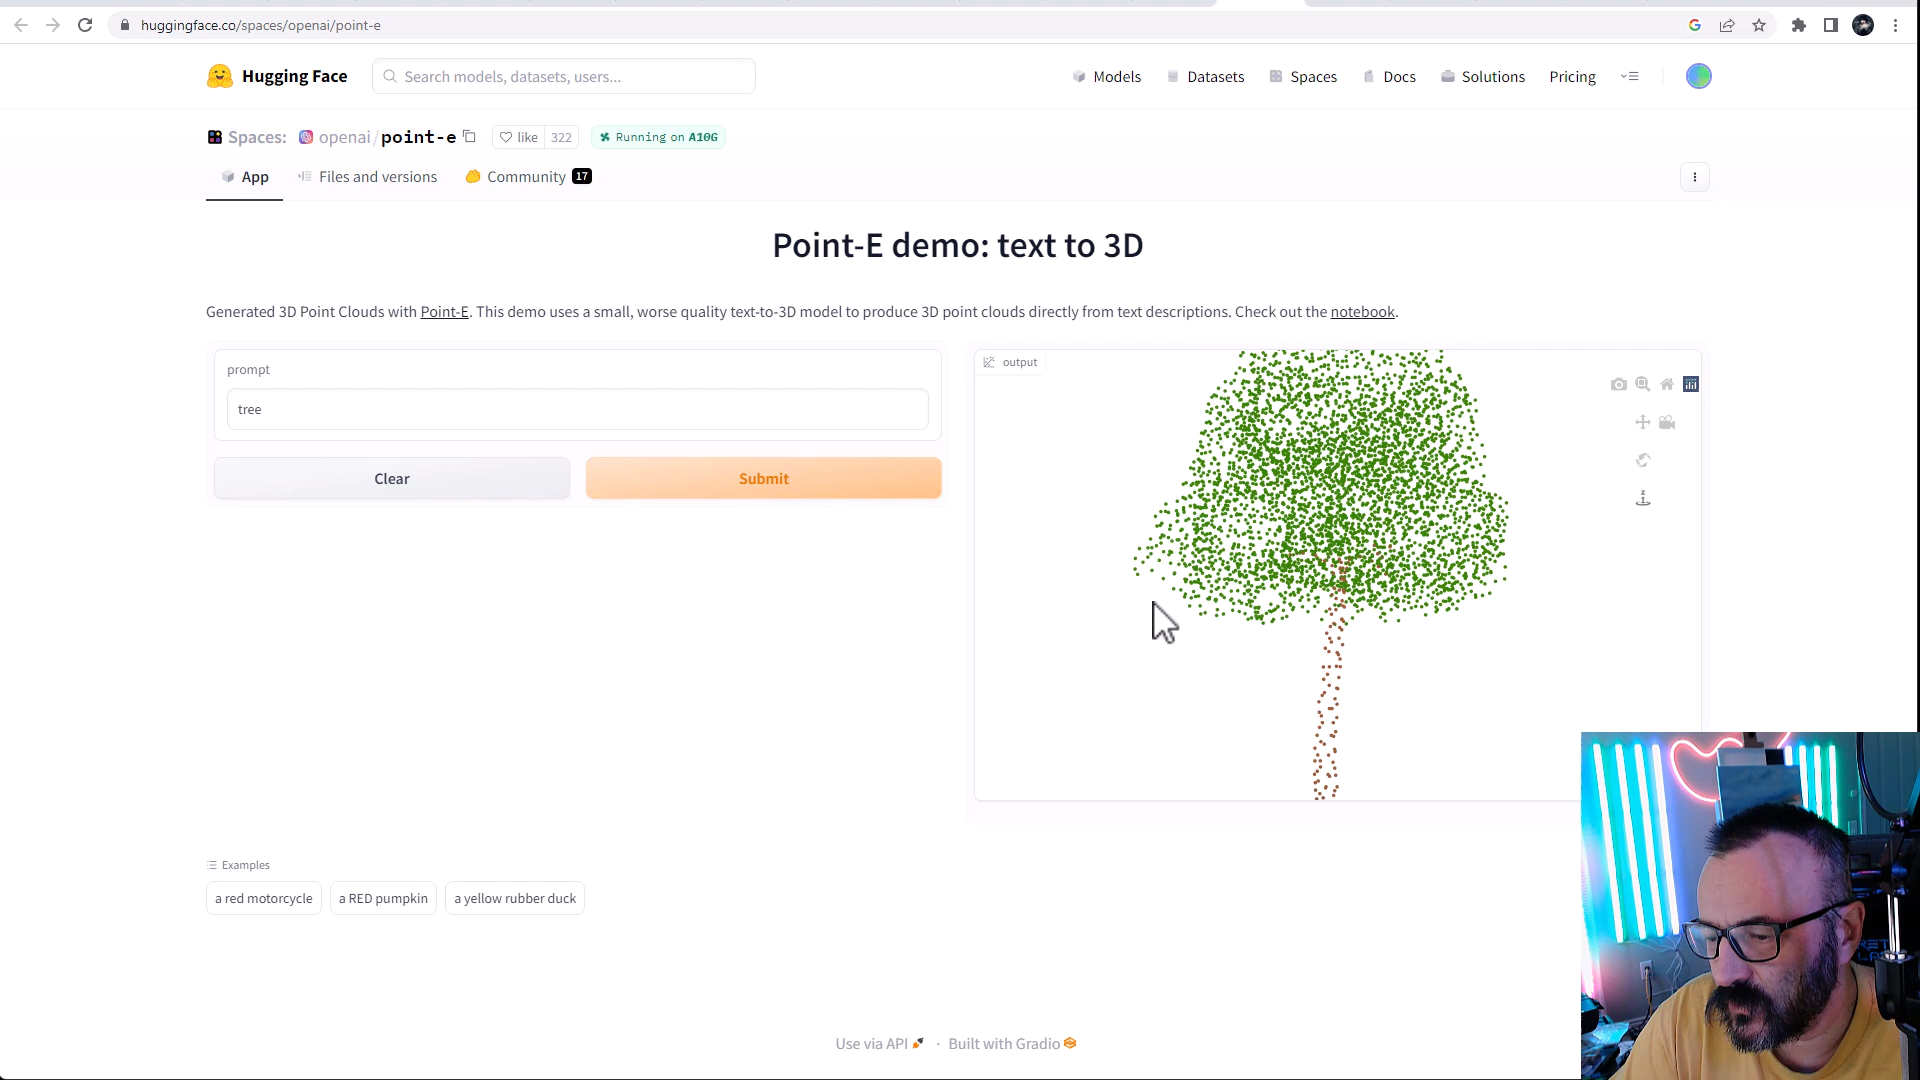 huggingface.co/spaces/openai/point-e
Hugging Face
Search models, datasets, users...
Models
Datasets
Spaces
Docs
Solutions
Pricing
Spaces:
openai/point-e
like
322
Running on A10G
App
Files and versions
Community 17
Point-E demo: text to 3D
Generated 3D Point Clouds with Point-E. This demo uses a small, worse quality text-to-3D model to produce 3D point clouds directly from text descriptions. Check out the notebook.
prompt
tree
Clear
Submit
output
Examples
a red motorcycle
a RED pumpkin
a yellow rubber duck
Use via API
·
Built with Gradio